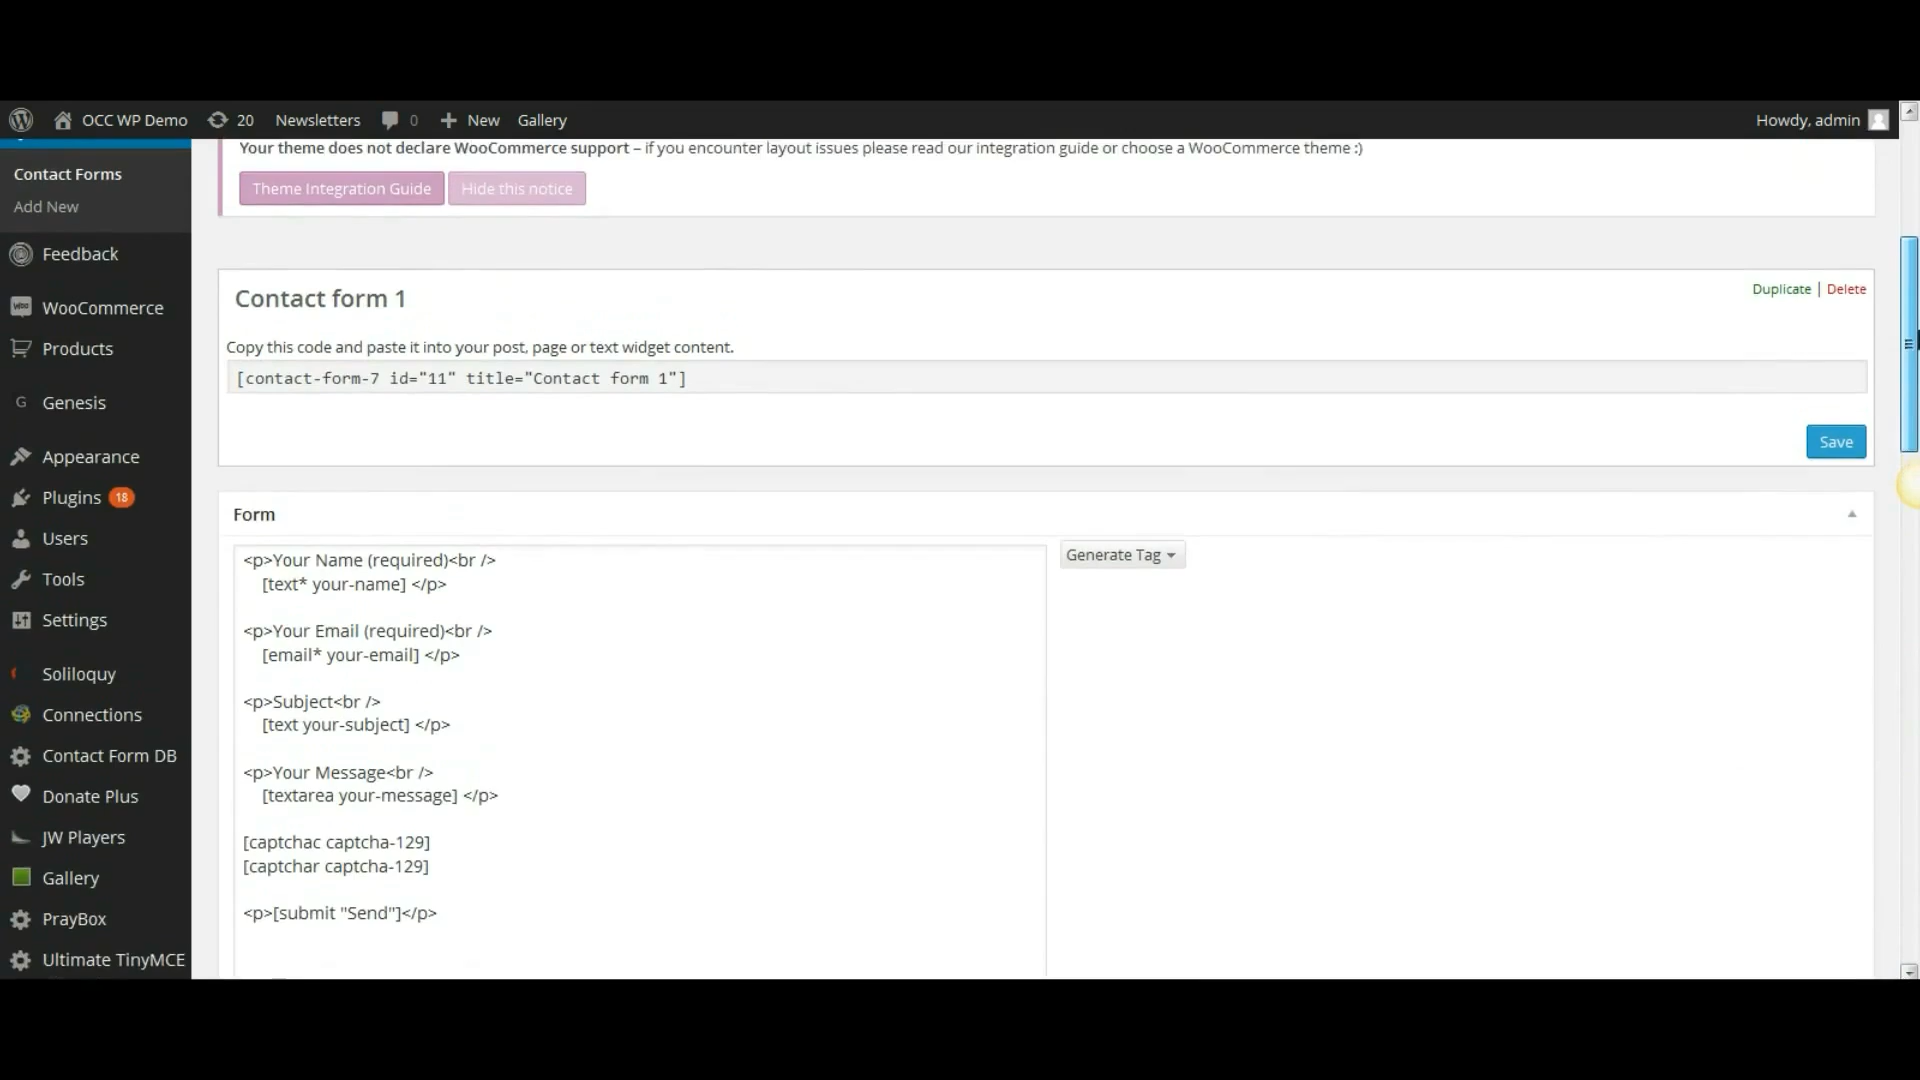 OCC WP Demo 20 Newsletters 0 New Gallery Howdy, admin
Contact Forms
Add New
Feedback
WooCommerce
Products
Genesis
Appearance
Plugins 18
Users
Tools
Settings
Soliloquy
Connections
Contact Form DB
Donate Plus
JW Players
Gallery
PrayBox
Ultimate TinyMCE
Your theme does not declare WooCommerce support – if you encounter layout issues please read our integration guide or choose a WooCommerce theme :)
Theme Integration Guide Hide this notice
Contact form 1
Duplicate | Delete
Copy this code and paste it into your post, page or text widget content.
[contact-form-7 id="11" title="Contact form 1"]
Save
Form
<p>Your Name (required)<br />
[text* your-name] </p>
<p>Your Email (required)<br />
[email* your-email] </p>
<p>Subject<br />
[text your-subject] </p>
<p>Your Message<br />
[textarea your-message] </p>
[captchac captcha-129]
[captchar captcha-129]
<p>[submit "Send"]</p>
Generate Tag